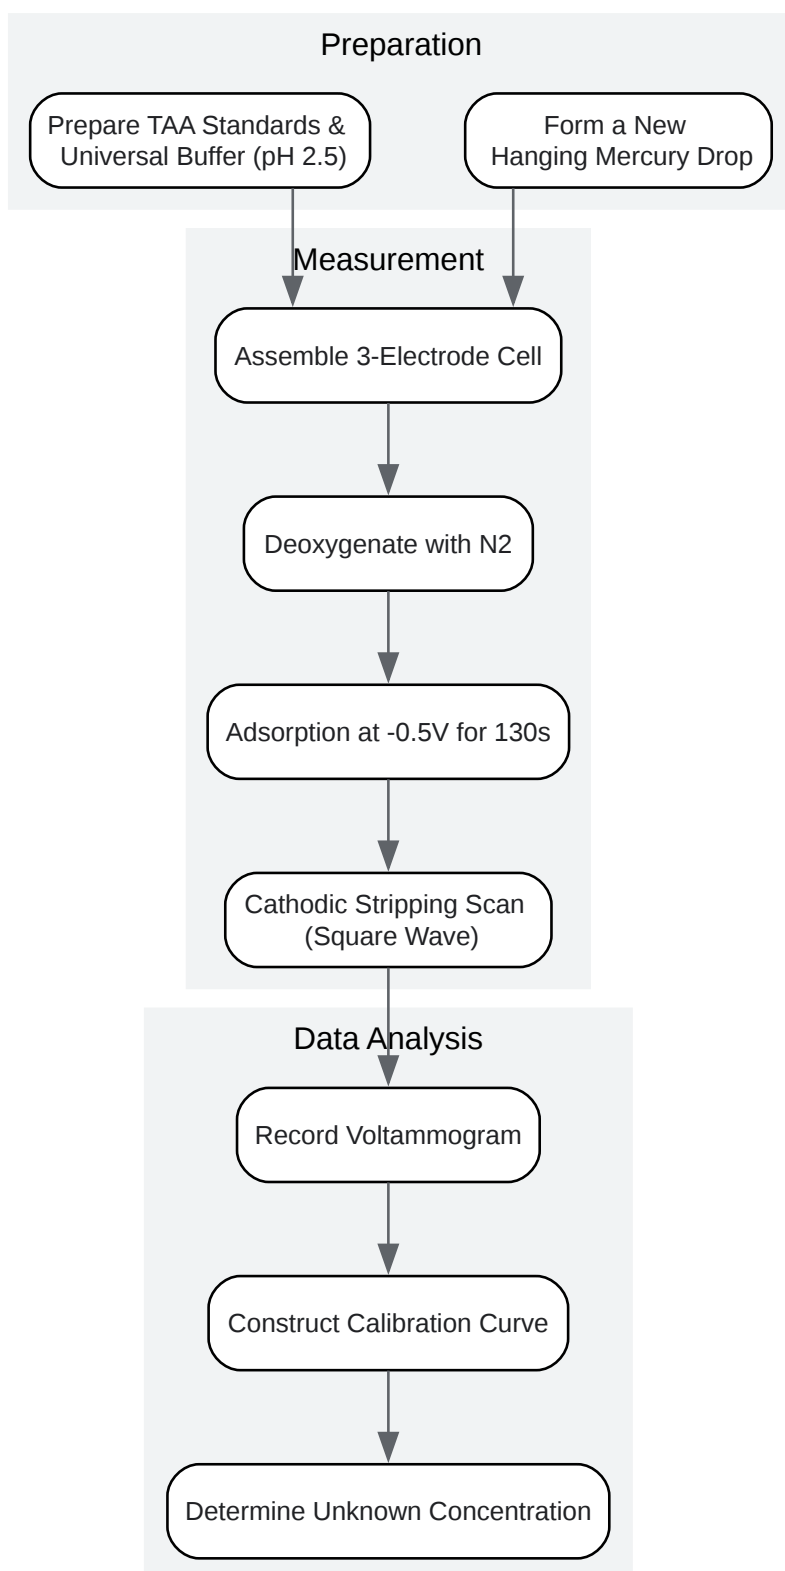 Preparation
Prepare TAA Standards &
Universal Buffer (pH 2.5)
Form a New
Hanging Mercury Drop
Measurement
Assemble 3-Electrode Cell
Deoxygenate with N2
Adsorption at -0.5V for 130s
Cathodic Stripping Scan
(Square Wave)
Data Analysis
Record Voltammogram
Construct Calibration Curve
Determine Unknown Concentration